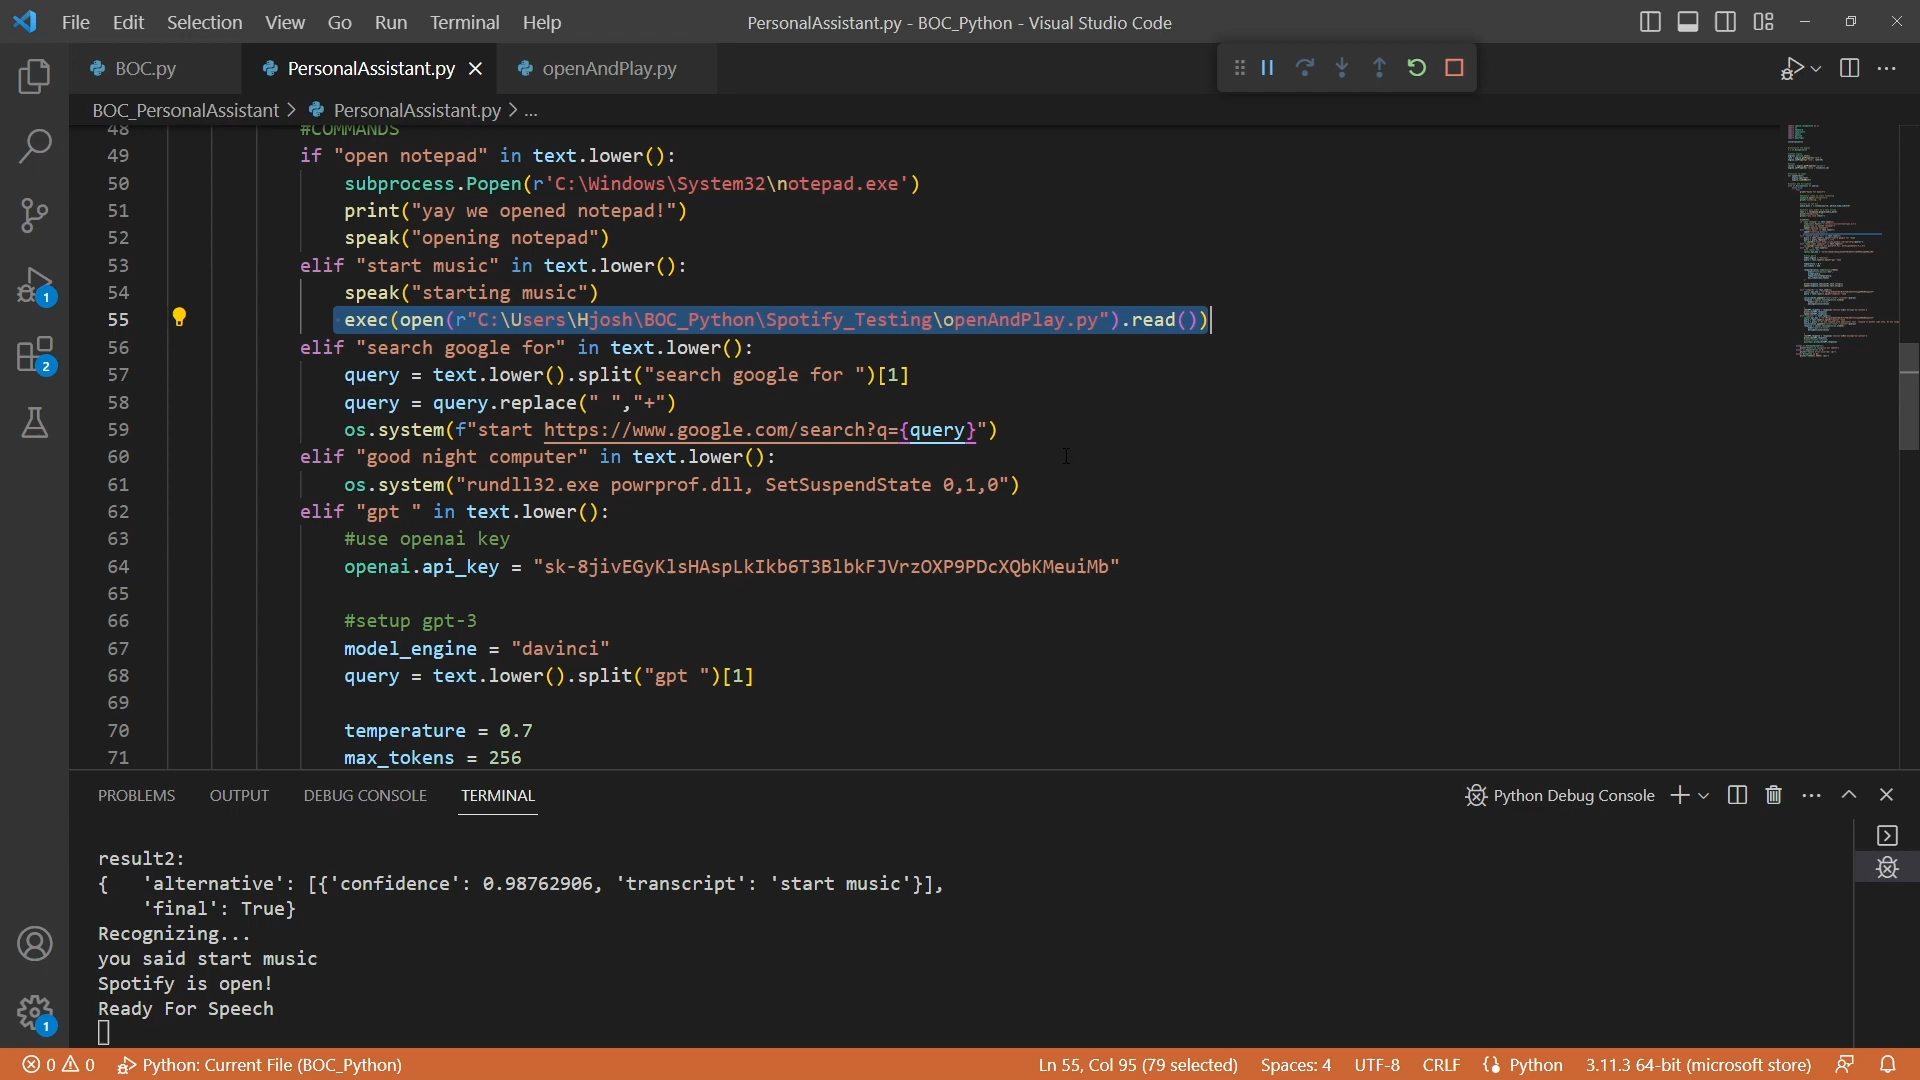 File Edit Selection View Go Run Terminal Help
PersonalAssistant.py - BOC_Python - Visual Studio Code
BOC.py PersonalAssistant.py openAndPlay.py
BOC_PersonalAssistant > PersonalAssistant.py > ...
48 #COMMANDS
49 if "open notepad" in text.lower():
50 subprocess.Popen(r'C:\Windows\System32\notepad.exe')
51 print("yay we opened notepad!")
52 speak("opening notepad")
53 elif "start music" in text.lower():
54 speak("starting music")
55 exec(open(r"C:\Users\Hjosh\BOC_Python\Spotify_Testing\openAndPlay.py").read())
56 elif "search google for" in text.lower():
57 query = text.lower().split("search google for ")[1]
58 query = query.replace(" ","+")
59 os.system(f"start https://www.google.com/search?q={query}")
60 elif "good night computer" in text.lower():
61 os.system("rundll32.exe powrprof.dll, SetSuspendState 0,1,0")
62 elif "gpt " in text.lower():
63 #use openai key
64 openai.api_key = "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"
65
66 #setup gpt-3
67 model_engine = "davinci"
68 query = text.lower().split("gpt ")[1]
69
70 temperature = 0.7
71 max_tokens = 256
1
2
1
PROBLEMS OUTPUT DEBUG CONSOLE TERMINAL
Python Debug Console
result2:
{   'alternative': [{'confidence': 0.98762906, 'transcript': 'start music'}],
'final': True}
Recognizing...
you said start music
Spotify is open!
Ready For Speech
0 0 Python: Current File (BOC_Python)
Ln 55, Col 95 (79 selected) Spaces: 4 UTF-8 CRLF Python 3.11.3 64-bit (microsoft store)